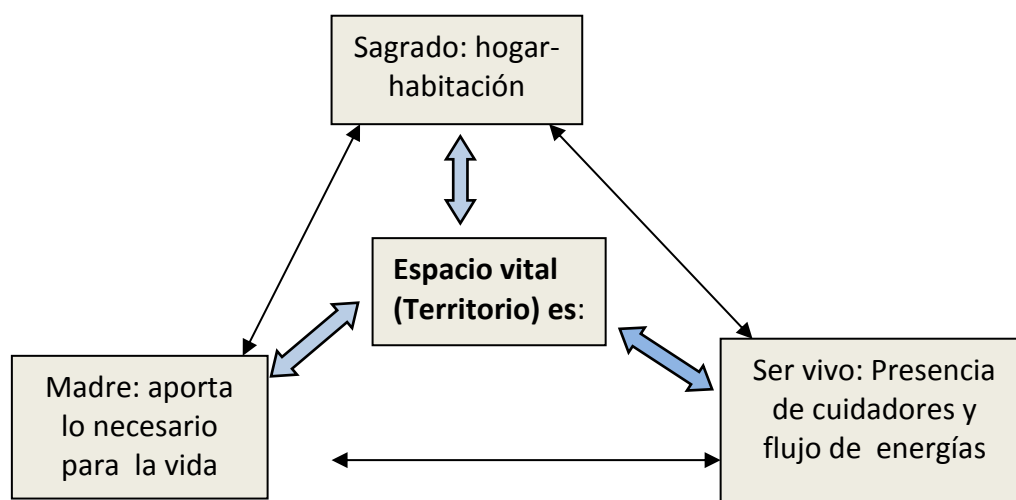 Sagrado: hogar-
habitación
Espacio vital
(Territorio) es:
Madre: aporta
lo necesario
para la vida
Ser vivo: Presencia
de cuidadores y
flujo de energías